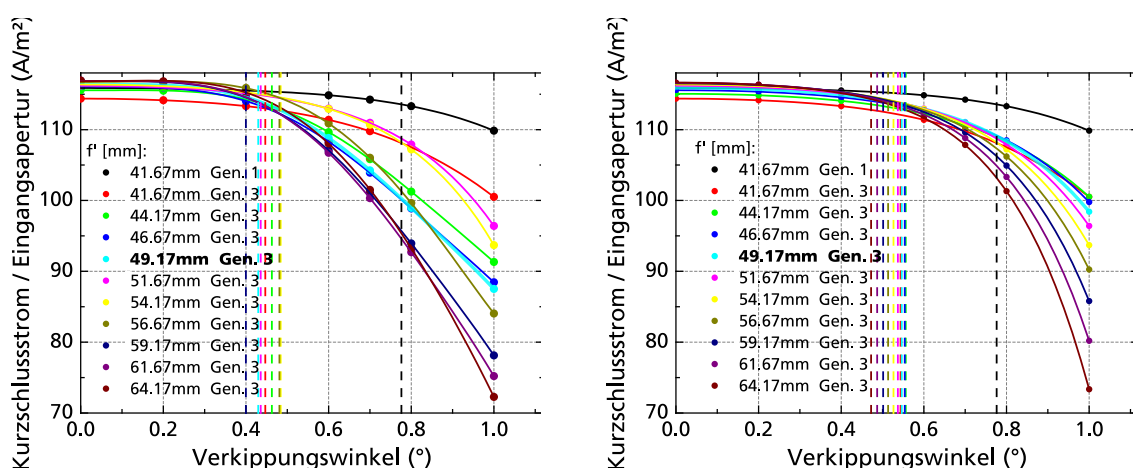 Kurzschlussstrom / Eingangsapertur (A/m²)
110
100
90
80
70
f' [mm]:
41.67mm Gen. 1
41.67mm Gen. 3
44.17mm Gen. 3
46.67mm Gen. 3
49.17mm Gen. 3
51.67mm Gen. 3
54.17mm Gen. 3
56.67mm Gen. 3
59.17mm Gen. 3
61.67mm Gen. 3
64.17mm Gen. 3
0.0 0.2 0.4 0.6 0.8 1.0
Verkippungswinkel (°)
Kurzschlussstrom / Eingangsapertur (A/m²)
110
100
90
80
70
f' [mm]:
41.67mm Gen. 1
41.67mm Gen. 3
44.17mm Gen. 3
46.67mm Gen. 3
49.17mm Gen. 3
51.67mm Gen. 3
54.17mm Gen. 3
56.67mm Gen. 3
59.17mm Gen. 3
61.67mm Gen. 3
64.17mm Gen. 3
0.0 0.2 0.4 0.6 0.8 1.0
Verkippungswinkel (°)